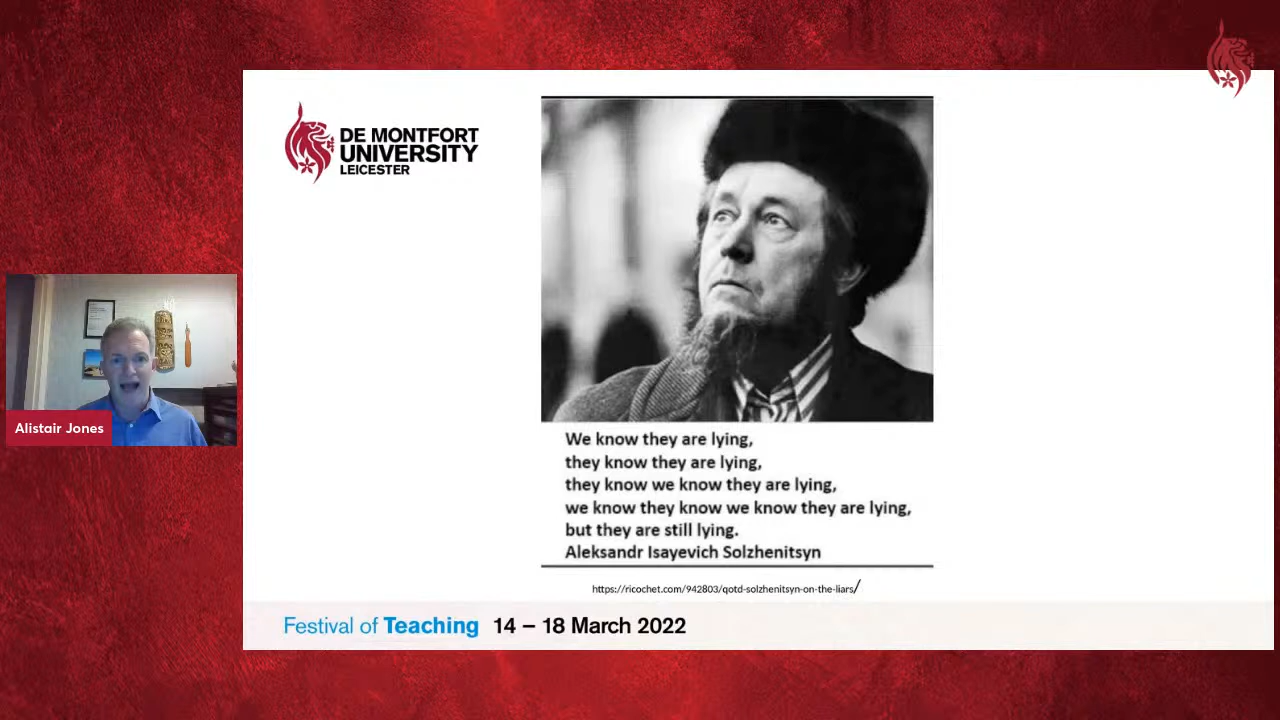 DE MONTFORT
UNIVERSITY
LEICESTER
Alistair Jones
We know they are lying,
they know they are lying,
they know we know they are lying,
we know they know we know they are lying,
but they are still lying.
Aleksandr Isayevich Solzhenitsyn
https://ricochet.com/942803/qotd-solzhenitsyn-on-the-liars/
Festival of Teaching 14 – 18 March 2022